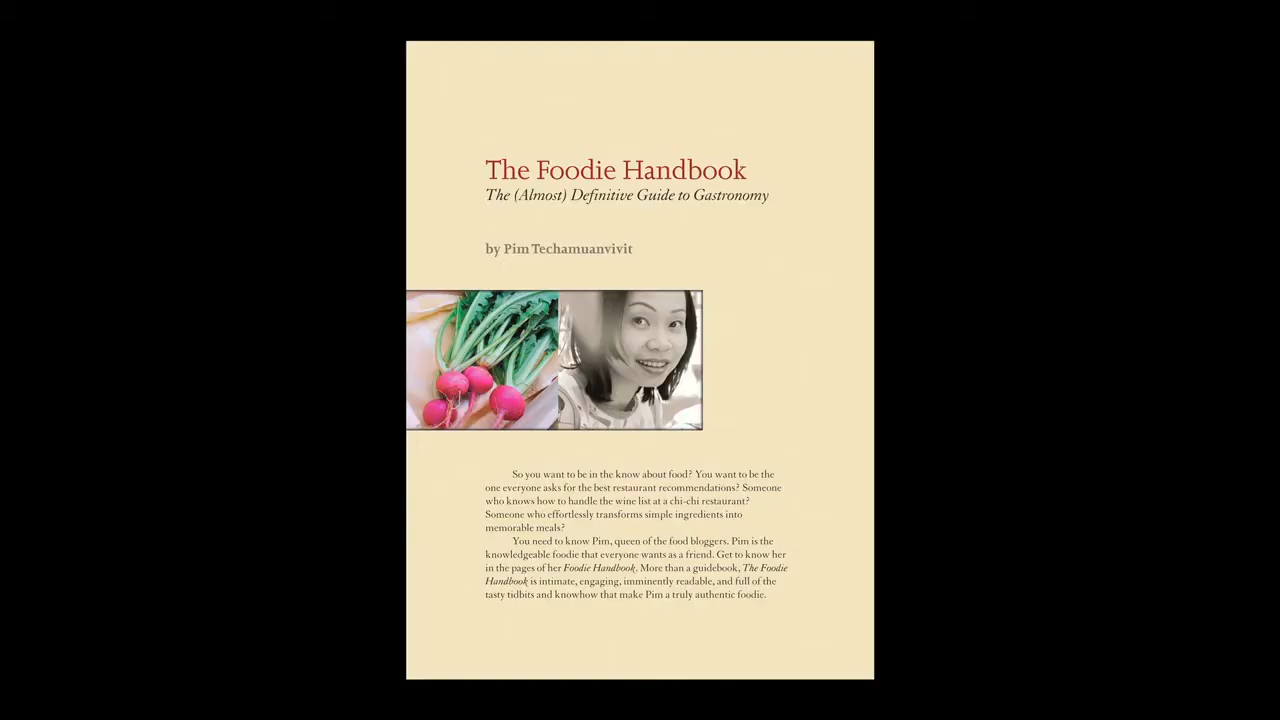 The Foodie Handbook
The (Almost) Definitive Guide to Gastronomy
by Pim Techamuanvivit
So you want to be in the know about food? You want to be the
one everyone asks for the best restaurant recommendations? Someone
who knows how to handle the wine list at a chi-chi restaurant?
Someone who effortlessly transforms simple ingredients into
memorable meals?
You need to know Pim, queen of the food bloggers. Pim is the
knowledgeable foodie that everyone wants as a friend. Get to know her
in the pages of her Foodie Handbook. More than a guidebook, The Foodie
Handbook is intimate, engaging, imminently readable, and full of the
tasty tidbits and knowhow that make Pim a truly authentic foodie.